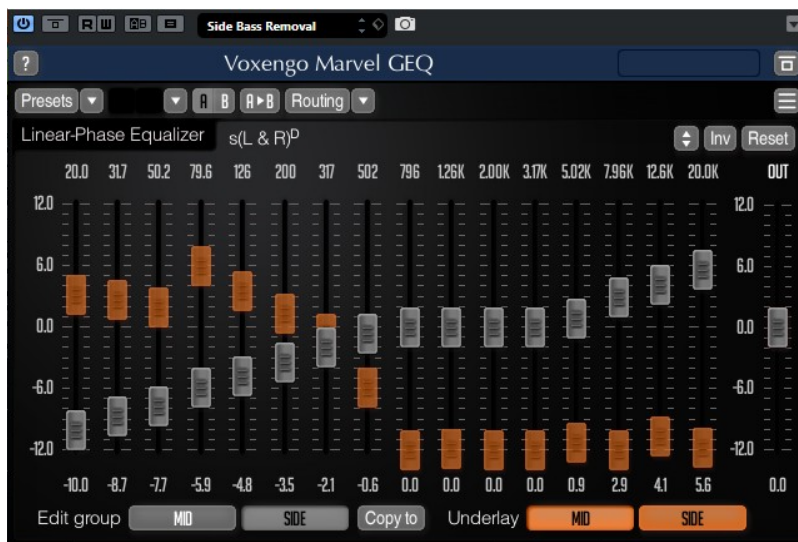 R W AB Side Bass Removal
? Voxengo Marvel GEQ
Presets A B A▸B Routing
Linear-Phase Equalizer s(L & R)ᴰ Inv Reset
20.0 31.7 50.2 79.6 126 200 317 502 796 1.26K 2.00K 3.17K 5.02K 7.96K 12.6K 20.0K OUT
12.0 12.0
6.0 6.0
0.0 0.0
-6.0 -6.0
-12.0 -12.0
-10.0 -8.7 -7.7 -5.9 -4.8 -3.5 -2.1 -0.6 0.0 0.0 0.0 0.0 0.9 2.9 4.1 5.6 0.0
Edit group MID SIDE Copy to Underlay MID SIDE